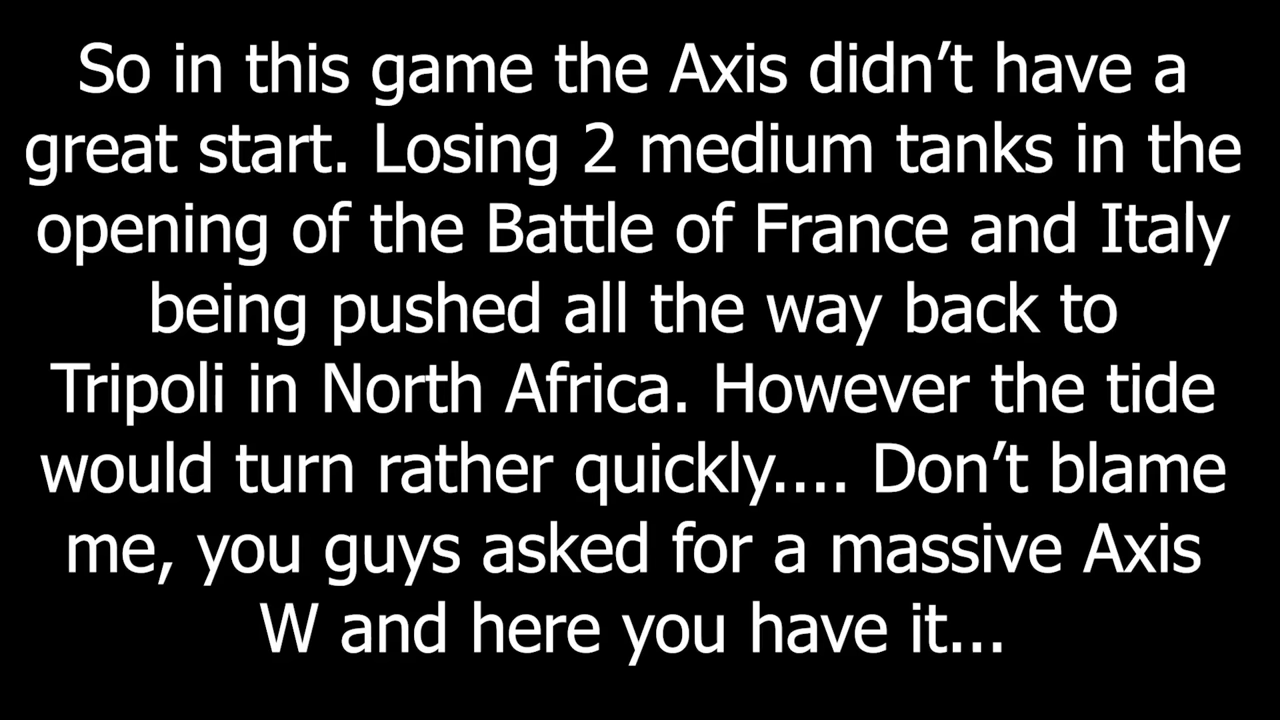 So in this game the Axis didn’t have a
great start. Losing 2 medium tanks in the
opening of the Battle of France and Italy
being pushed all the way back to
Tripoli in North Africa. However the tide
would turn rather quickly.... Don’t blame
me, you guys asked for a massive Axis
W and here you have it...